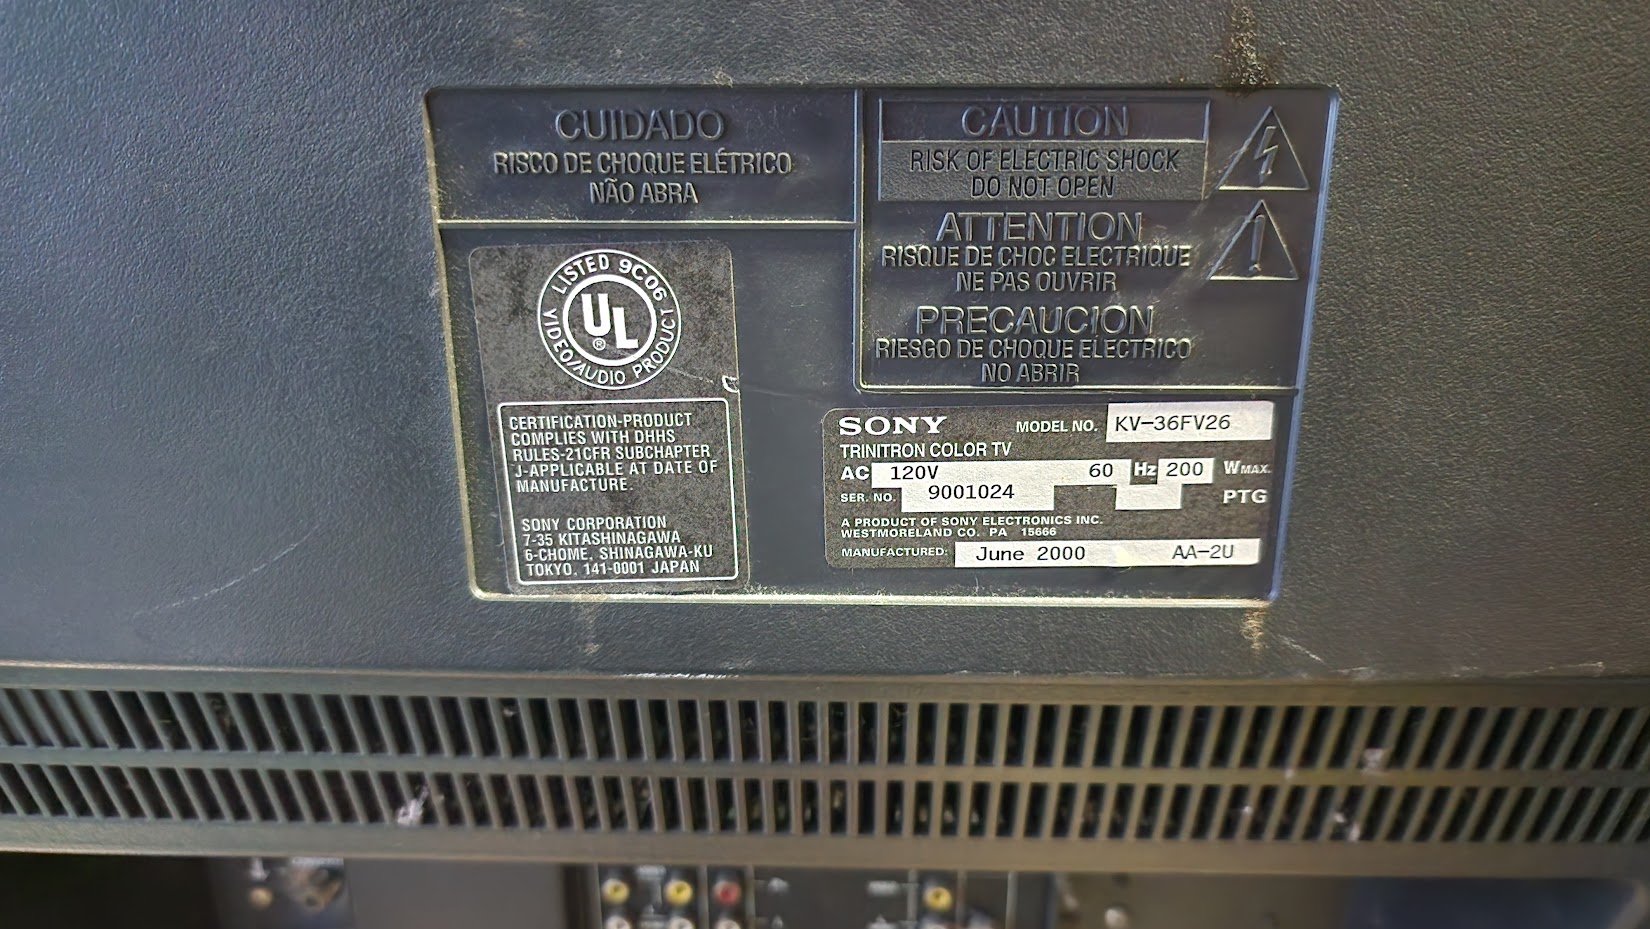 CUIDADO
RISCO DE CHOQUE ELÉTRICO
NÃO ABRA
CAUTION
RISK OF ELECTRIC SHOCK
DO NOT OPEN
ATTENTION
RISQUE DE CHOC ELECTRIQUE
NE PAS OUVRIR
PRECAUCION
RIESGO DE CHOQUE ELECTRICO
NO ABRIR
LISTED 9C06
UL®
VIDEO/AUDIO PRODUCT
CERTIFICATION-PRODUCT
COMPLIES WITH DHHS
RULES-21CFR SUBCHAPTER
J-APPLICABLE AT DATE OF
MANUFACTURE.
SONY CORPORATION
7-35 KITASHINAGAWA
6-CHOME, SHINAGAWA-KU
TOKYO, 141-0001 JAPAN
SONY MODEL NO. KV-36FV26
TRINITRON COLOR TV
AC 120V 60 Hz 200 WMAX.
SER. NO. 9001024 PTG
A PRODUCT OF SONY ELECTRONICS INC.
WESTMORELAND CO. PA 15666
MANUFACTURED: June 2000 AA-2U